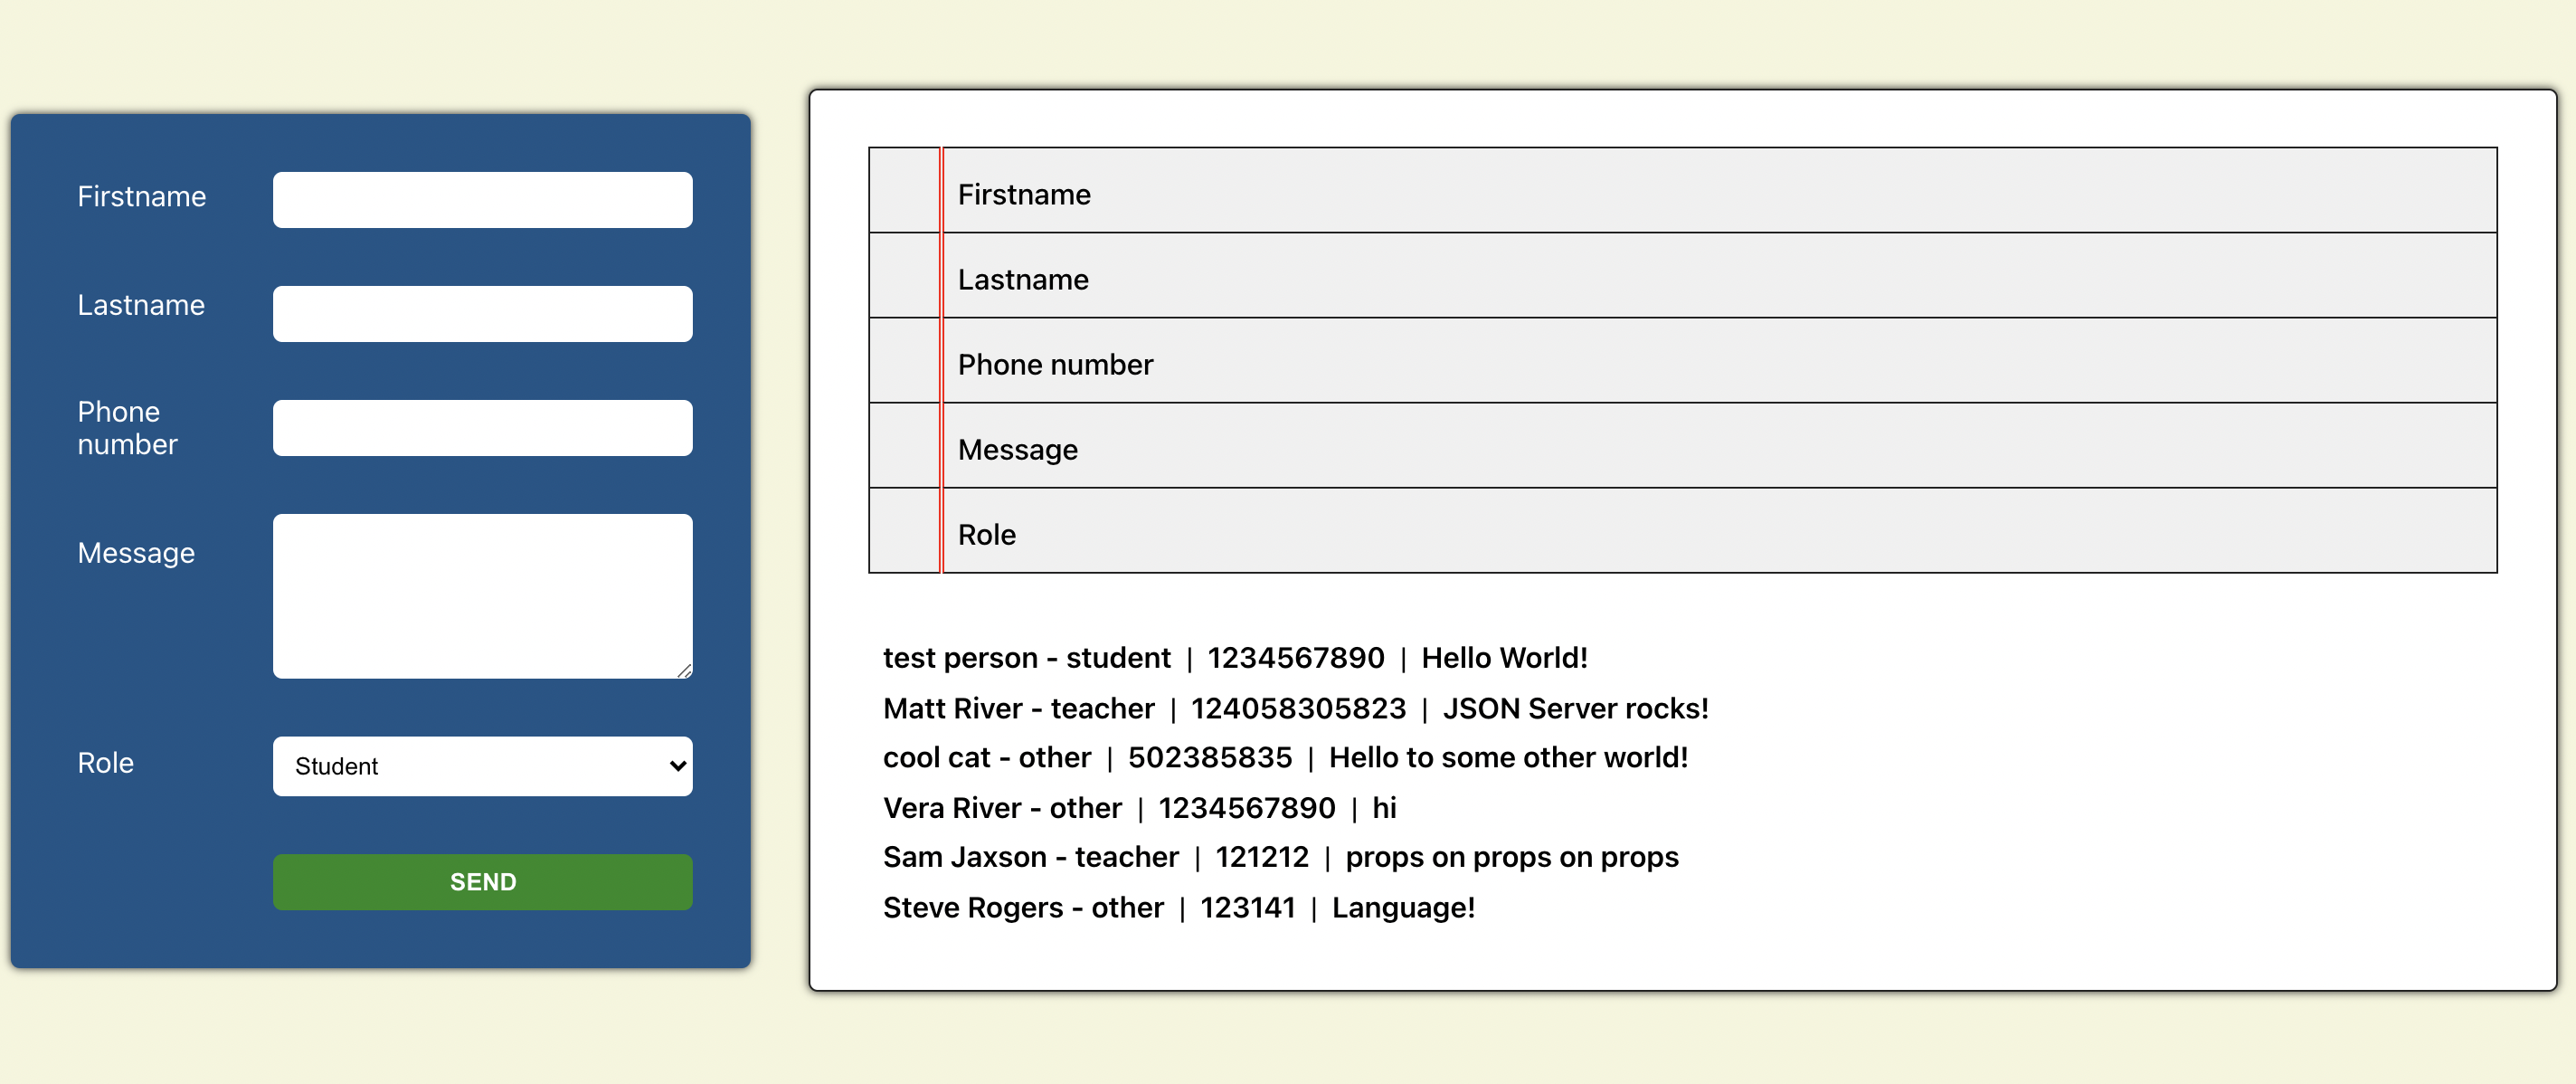 Firstname
Lastname
Phone
number
Message
Role
Student
SEND
Firstname
Lastname
Phone number
Message
Role
test person - student | 1234567890 | Hello World!
Matt River - teacher | 124058305823 | JSON Server rocks!
cool cat - other | 502385835 | Hello to some other world!
Vera River - other | 1234567890 | hi
Sam Jaxson - teacher | 121212 | props on props on props
Steve Rogers - other | 123141 | Language!